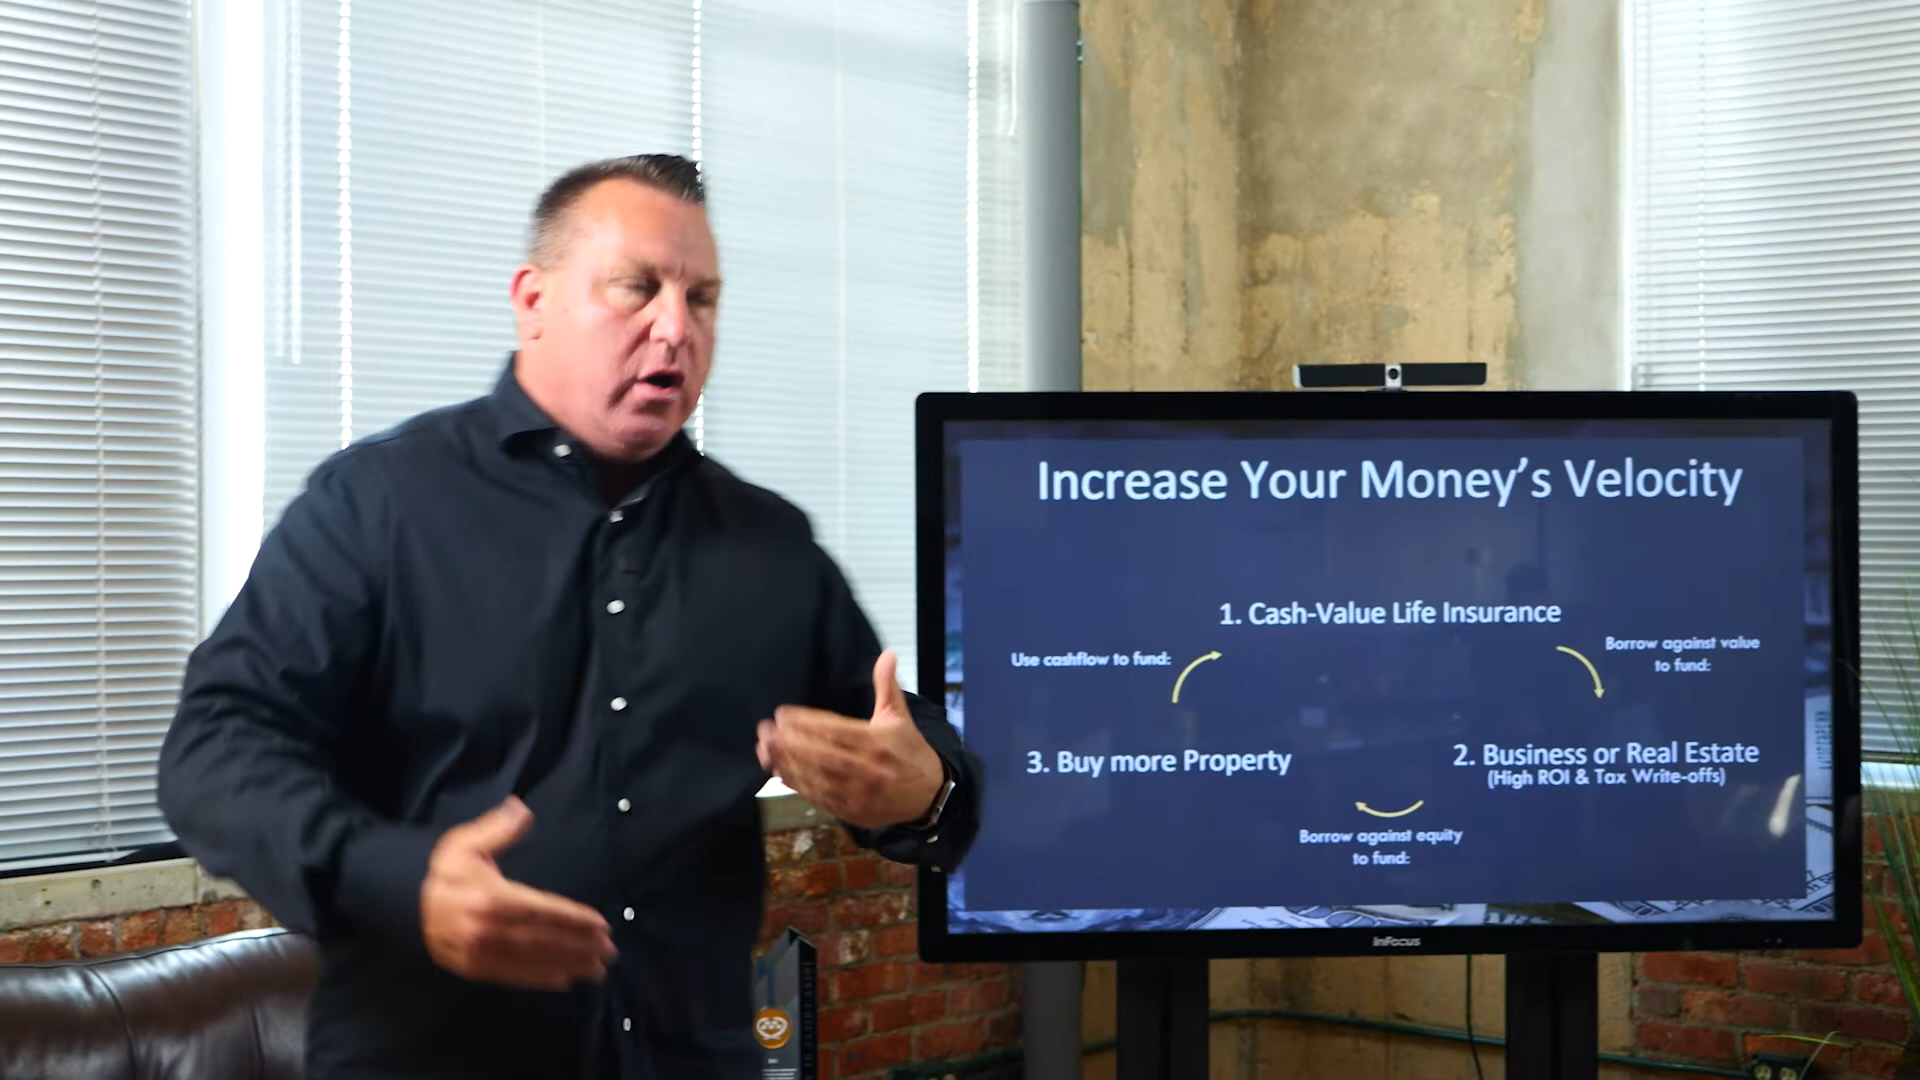 Increase Your Money's Velocity
1. Cash-Value Life Insurance
Use cashflow to fund:
Borrow against value
to fund:
3. Buy more Property
2. Business or Real Estate
(High ROI & Tax Write-offs)
Borrow against equity
to fund:
InFocus